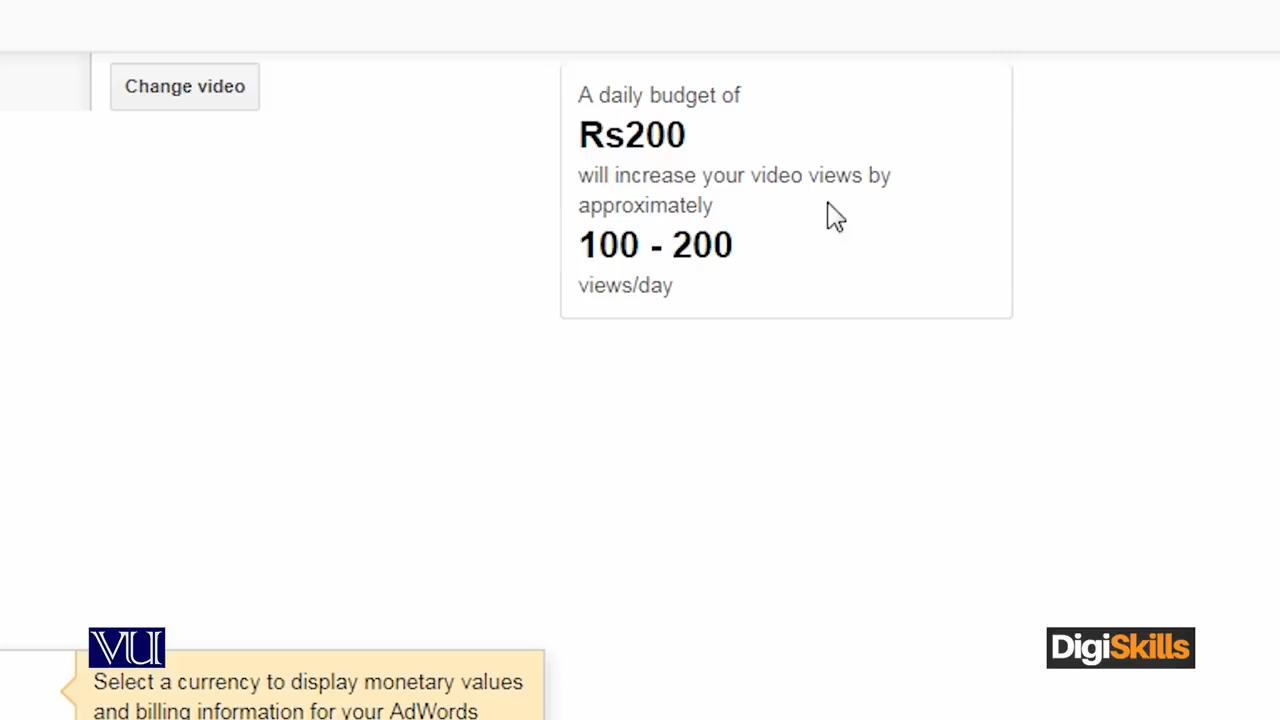 Change video
A daily budget of
Rs200
will increase your video views by
approximately
100 - 200
views/day
VU
DigiSkills
Select a currency to display monetary values
and billing information for your AdWords